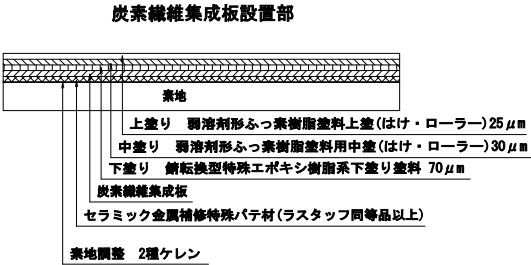 炭素繊維集成板設置部
素地
上塗り 弱溶剤形ふっ素樹脂塗料上塗(はけ・ローラー)25μm
中塗り 弱溶剤形ふっ素樹脂塗料用中塗(はけ・ローラー)30μm
下塗り 錆転換型特殊エポキシ樹脂系下塗り塗料 70μm
炭素繊維集成板
セラミック金属補修特殊パテ材(ラスタッフ同等品以上)
素地調整 2種ケレン